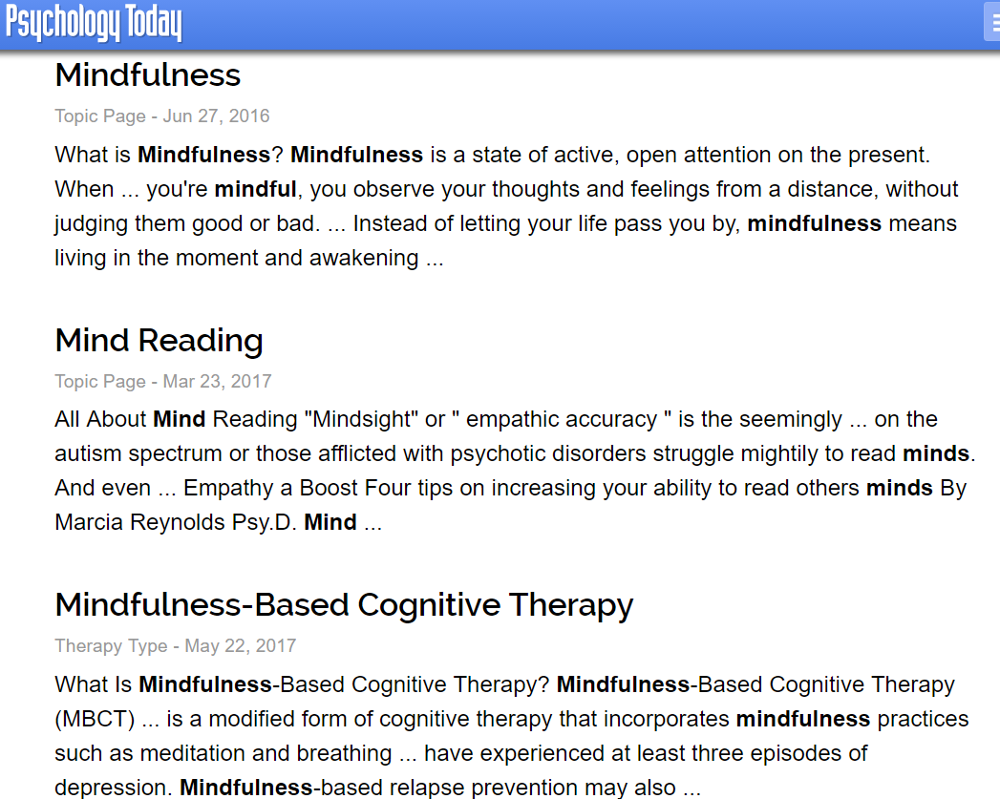 Psychology Today
Mindfulness
Topic Page - Jun 27, 2016
What is Mindfulness? Mindfulness is a state of active, open attention on the present.
When ... you're mindful, you observe your thoughts and feelings from a distance, without
judging them good or bad. ... Instead of letting your life pass you by, mindfulness means
living in the moment and awakening ...
Mind Reading
Topic Page - Mar 23, 2017
All About Mind Reading "Mindsight" or " empathic accuracy " is the seemingly ... on the
autism spectrum or those afflicted with psychotic disorders struggle mightily to read minds.
And even ... Empathy a Boost Four tips on increasing your ability to read others minds By
Marcia Reynolds Psy.D. Mind ...
Mindfulness-Based Cognitive Therapy
Therapy Type - May 22, 2017
What Is Mindfulness-Based Cognitive Therapy? Mindfulness-Based Cognitive Therapy
(MBCT) ... is a modified form of cognitive therapy that incorporates mindfulness practices
such as meditation and breathing ... have experienced at least three episodes of
depression. Mindfulness-based relapse prevention may also ...